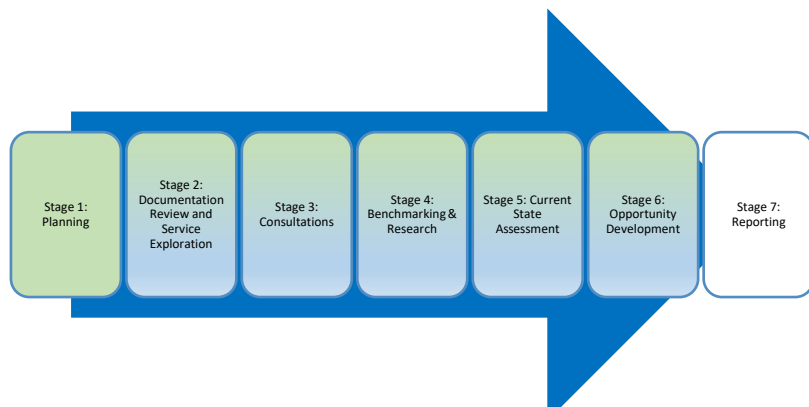 Stage 1:
Planning
Stage 2:
Documentation
Review and
Service
Exploration
Stage 3:
Consultations
Stage 4:
Benchmarking &
Research
Stage 5: Current
State
Assessment
Stage 6:
Opportunity
Development
Stage 7:
Reporting